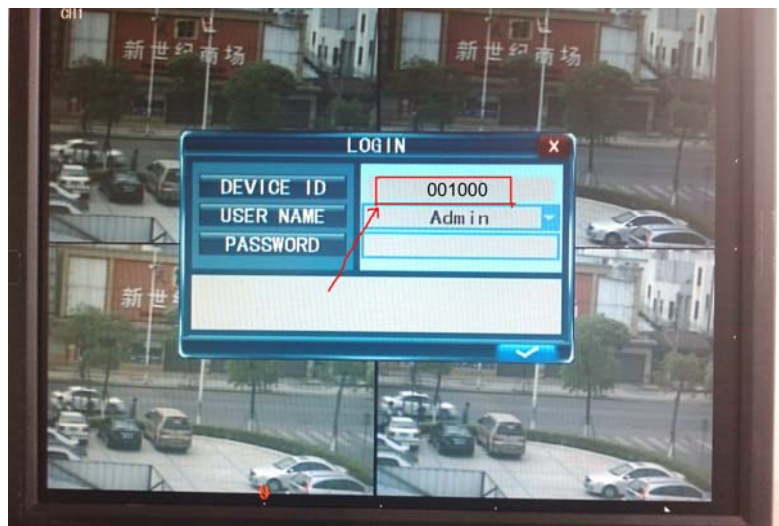 CH1
新世纪商场
新世纪商场
LOGIN
X
DEVICE ID
001000
USER NAME
Admin
PASSWORD
新世